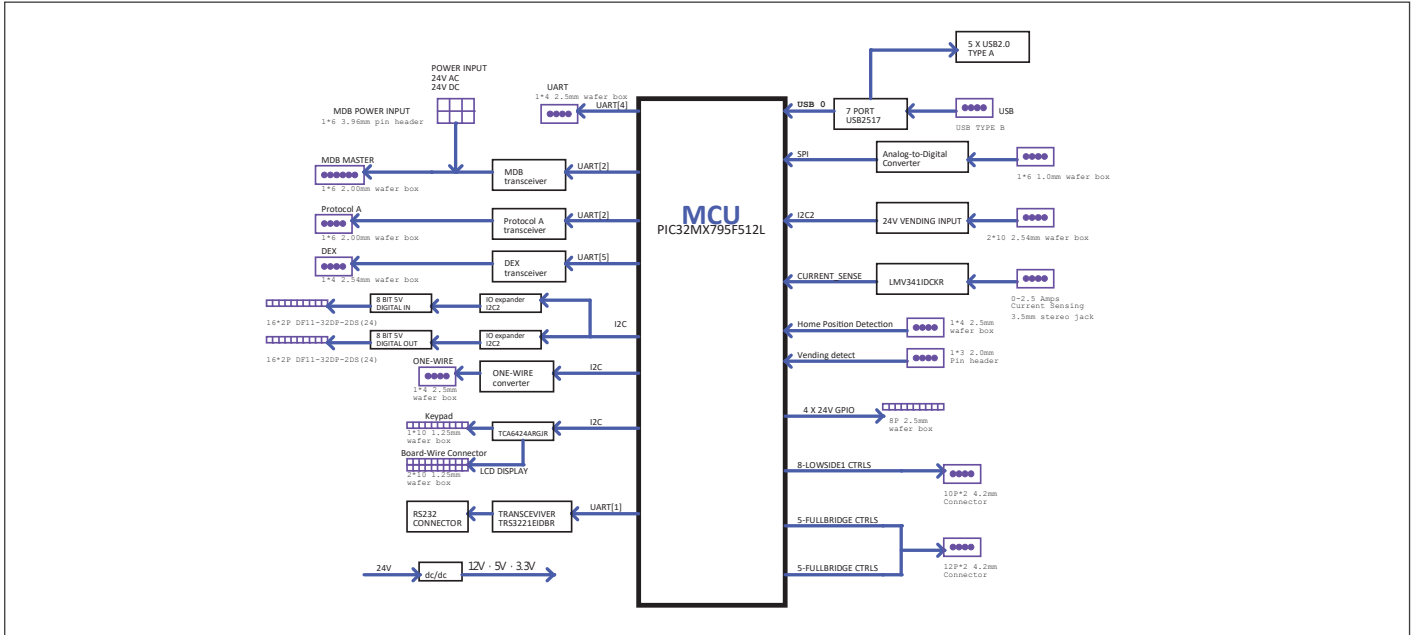 POWER INPUT
24V AC
24V DC
MDB POWER INPUT
1*6 3.96mm pin header
UART
1*4 2.5mm wafer box
UART[4]
MDB MASTER
1*6 2.00mm wafer box
MDB
transceiver
UART[2]
Protocol A
1*6 2.00mm wafer box
Protocol A
transceiver
UART[2]
DEX
1*4 2.54mm wafer box
DEX
transceiver
UART[5]
16*2P DF11-32DP-2DS(24)
8 BIT 5V
DIGITAL IN
IO expander
I2C2
I2C
16*2P DF11-32DP-2DS(24)
8 BIT 5V
DIGITAL OUT
IO expander
I2C2
ONE-WIRE
1*4 2.5mm
wafer box
ONE-WIRE
converter
I2C
Keypad
1*10 1.25mm
wafer box
TCA6424ARGJR
I2C
Board-Wire Connector
2*10 1.25mm
wafer box
LCD DISPLAY
RS232
CONNECTOR
TRANSCEVIVER
TRS3221EIDBR
UART[1]
24V
dc/dc
12V · 5V · 3.3V
MCU
PIC32MX795F512L
5 X USB2.0
TYPE A
USB 0
7 PORT
USB2517
USB
USB TYPE B
SPI
Analog-to-Digital
Converter
1*6 1.0mm wafer box
I2C2
24V VENDING INPUT
2*10 2.54mm wafer box
CURRENT_SENSE
LMV341IDCKR
0-2.5 Amps
Current Sensing
3.5mm stereo jack
Home Position Detection
1*4 2.5mm
wafer box
Vending detect
1*3 2.0mm
Pin header
4 X 24V GPIO
8P 2.5mm
wafer box
8-LOWSIDE1 CTRLS
10P*2 4.2mm
Connector
5-FULLBRIDGE CTRLS
12P*2 4.2mm
Connector
5-FULLBRIDGE CTRLS